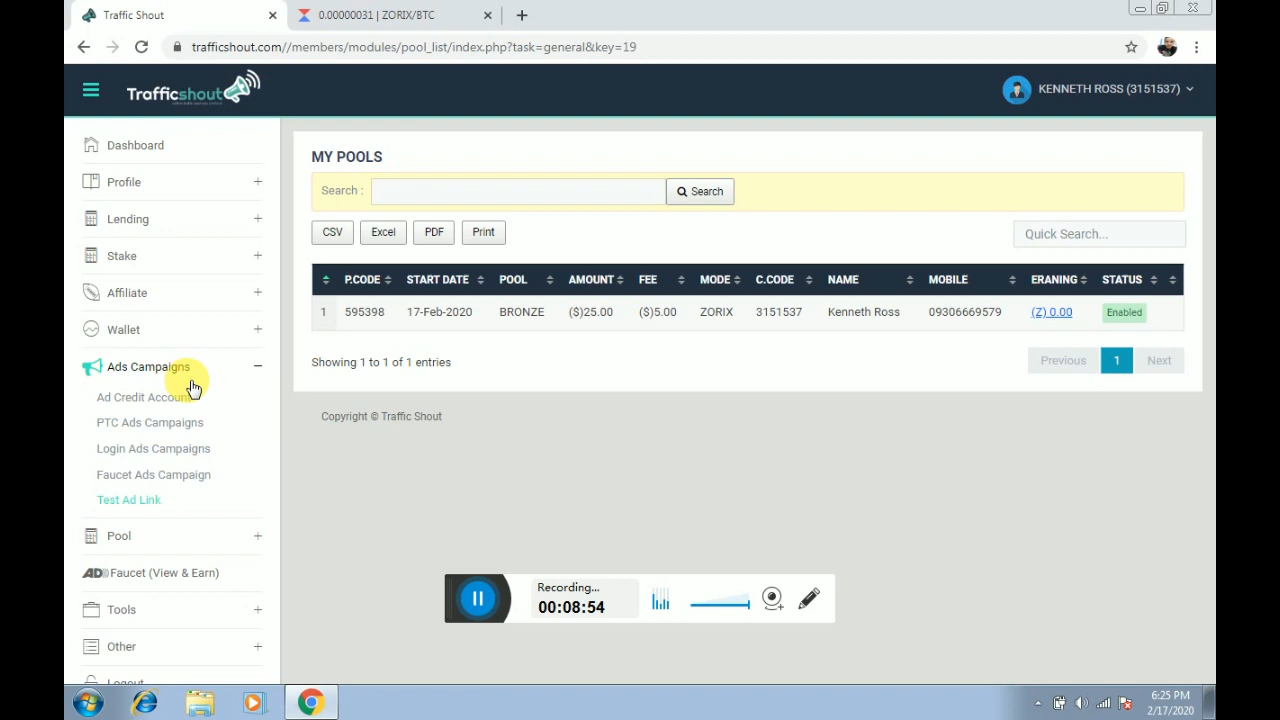 Traffic Shout
0.00000031 | ZORIX/BTC
trafficshout.com//members/modules/pool_list/index.php?task=general&key=19
Trafficshout
KENNETH ROSS (3151537)
Dashboard
Profile
Lending
Stake
Affiliate
Wallet
Ads Campaigns
Ad Credit Account
PTC Ads Campaigns
Login Ads Campaigns
Faucet Ads Campaign
Test Ad Link
Pool
AD Faucet (View & Earn)
Tools
Other
Logout
MY POOLS
Search : Search
CSV Excel PDF Print Quick Search...
P.CODE START DATE POOL AMOUNT FEE MODE C.CODE NAME MOBILE ERANING STATUS
1 595398 17-Feb-2020 BRONZE ($)25.00 ($)5.00 ZORIX 3151537 Kenneth Ross 09306669579 (Z) 0.00 Enabled
Showing 1 to 1 of 1 entries Previous 1 Next
Copyright © Traffic Shout
Recording...
00:08:54
6:25 PM
2/17/2020